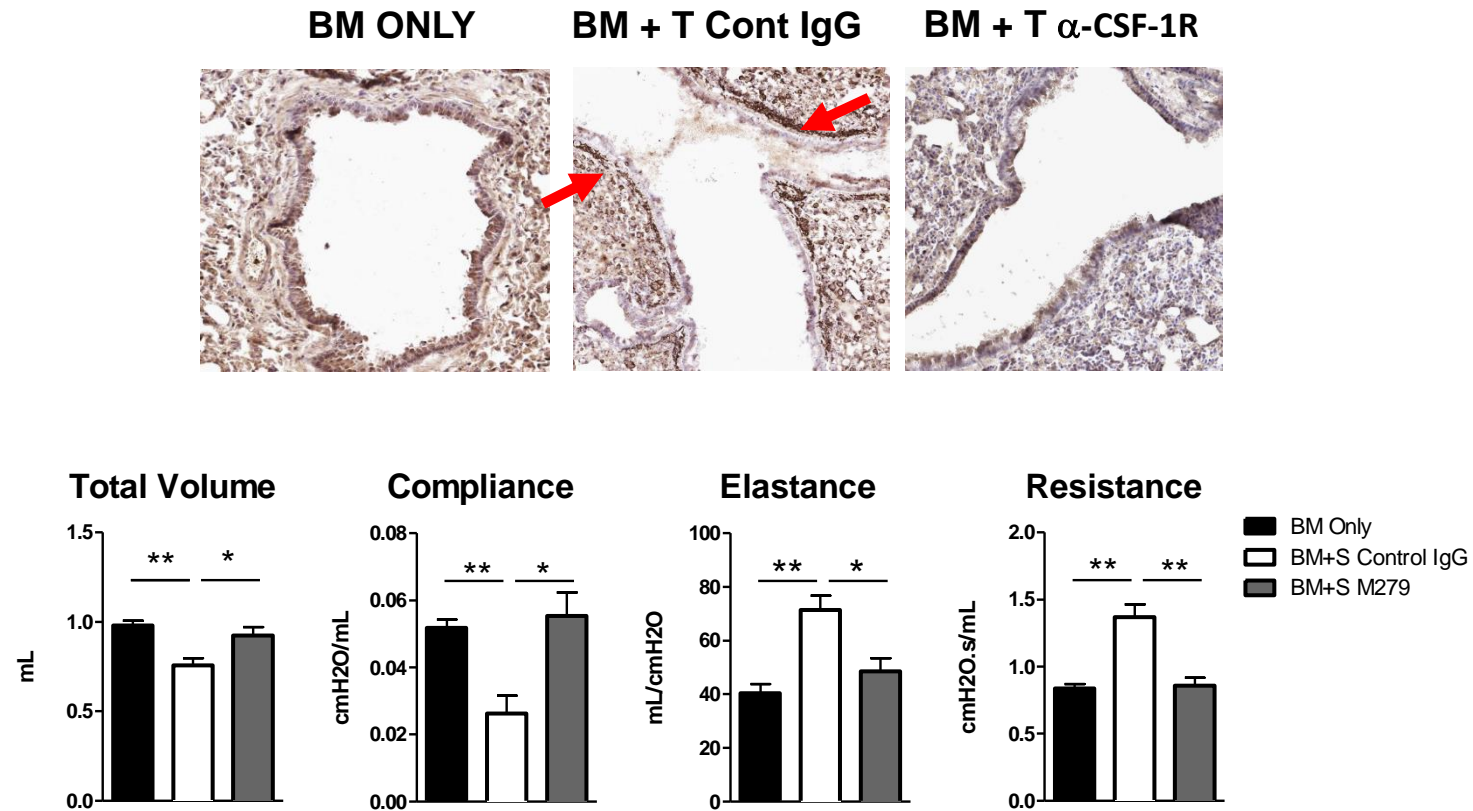 BM ONLY
BM + T Cont IgG
BM + T α-CSF-1R
Total Volume
Compliance
Elastance
Resistance
mL
1.5
1.0
0.5
0.0
**
*
cmH2O/mL
0.08
0.06
0.04
0.02
0.00
**
*
mL/cmH2O
100
80
60
40
20
0
**
*
cmH2O.s/mL
2.0
1.5
1.0
0.5
0.0
**
**
BM Only
BM+S Control IgG
BM+S M279